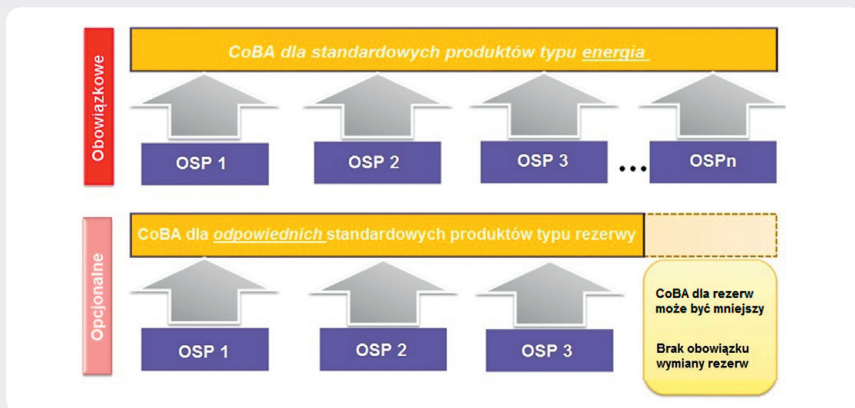 Obowiązkowe
CoBA dla standardowych produktów typu energia
OSP 1
OSP 2
OSP 3
...
OSPn
Opcjonalne
CoBA dla odpowiednich standardowych produktów typu rezerwy
OSP 1
OSP 2
OSP 3
CoBA dla rezerw
może być mniejszy
Brak obowiązku
wymiany rezerw